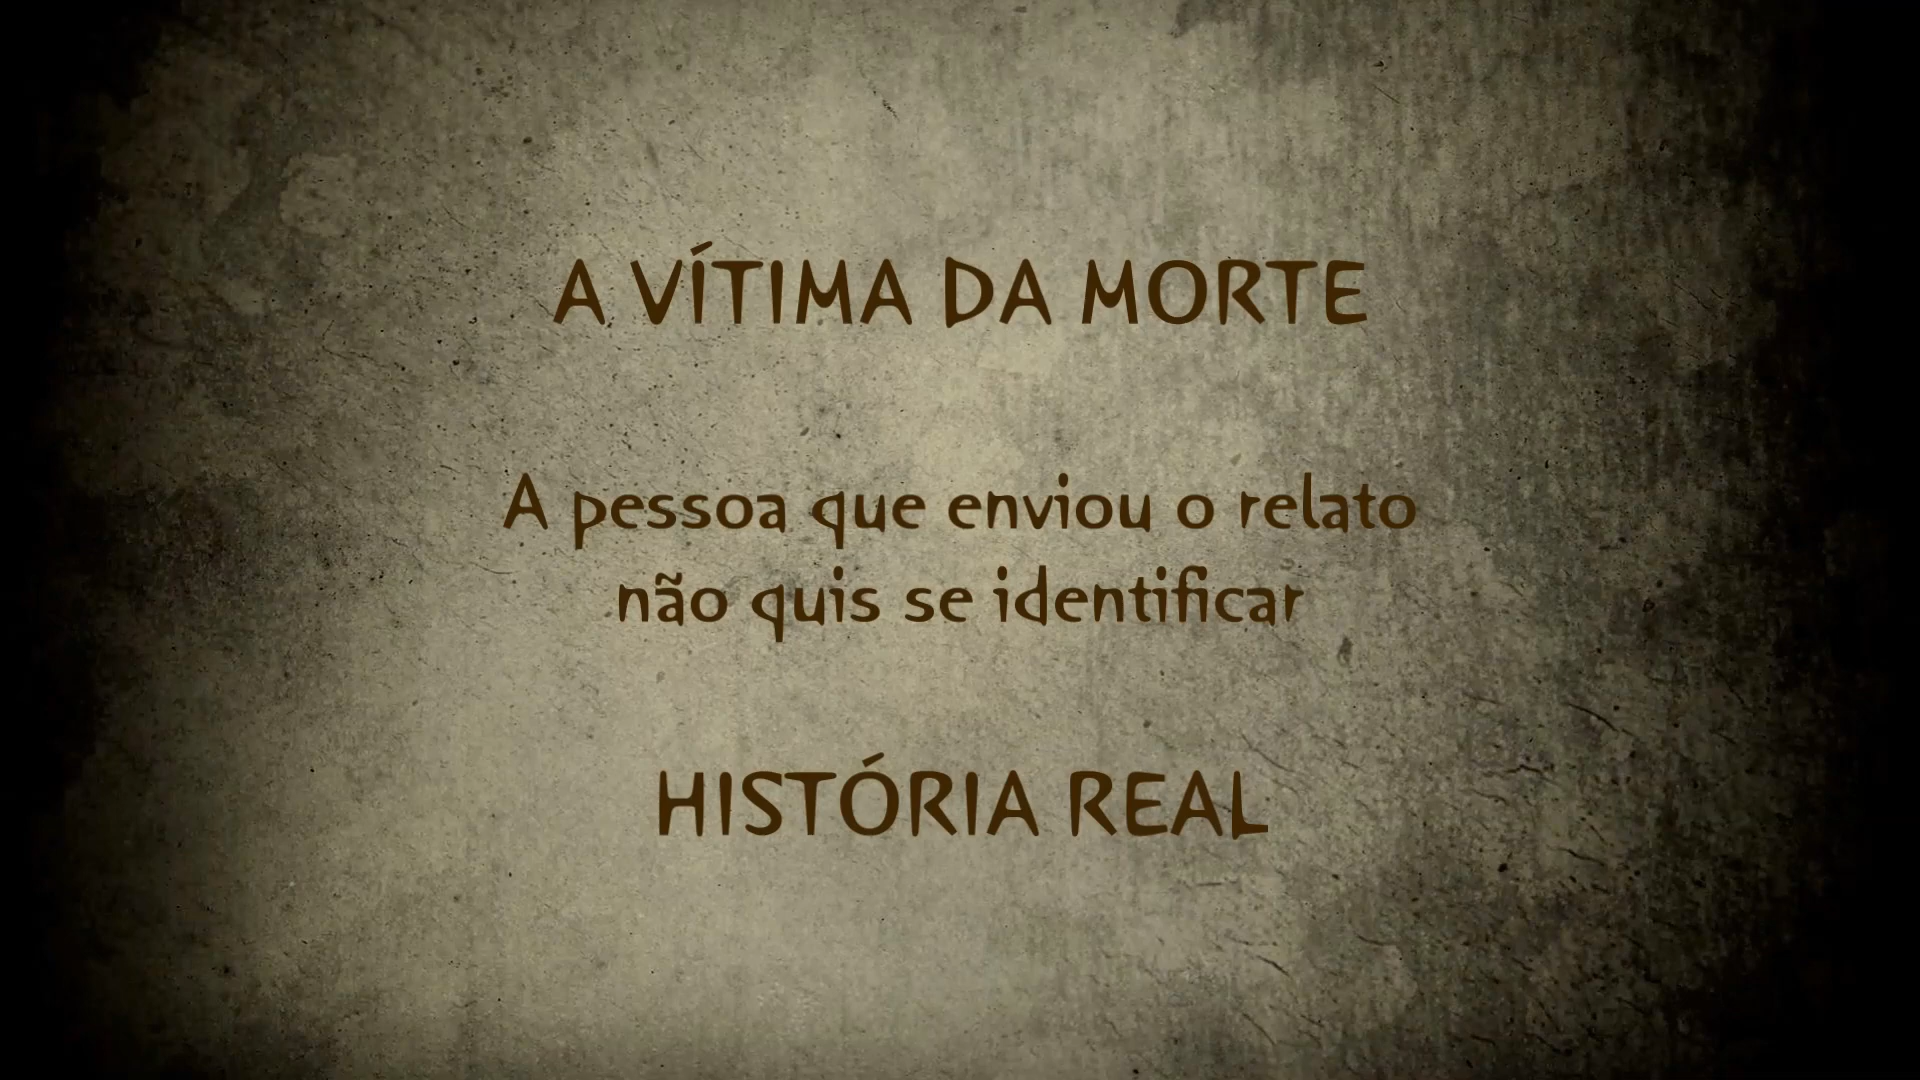 A VÍTIMA DA MORTE
A pessoa que enviou o relato
não quis se identificar
HISTÓRIA REAL